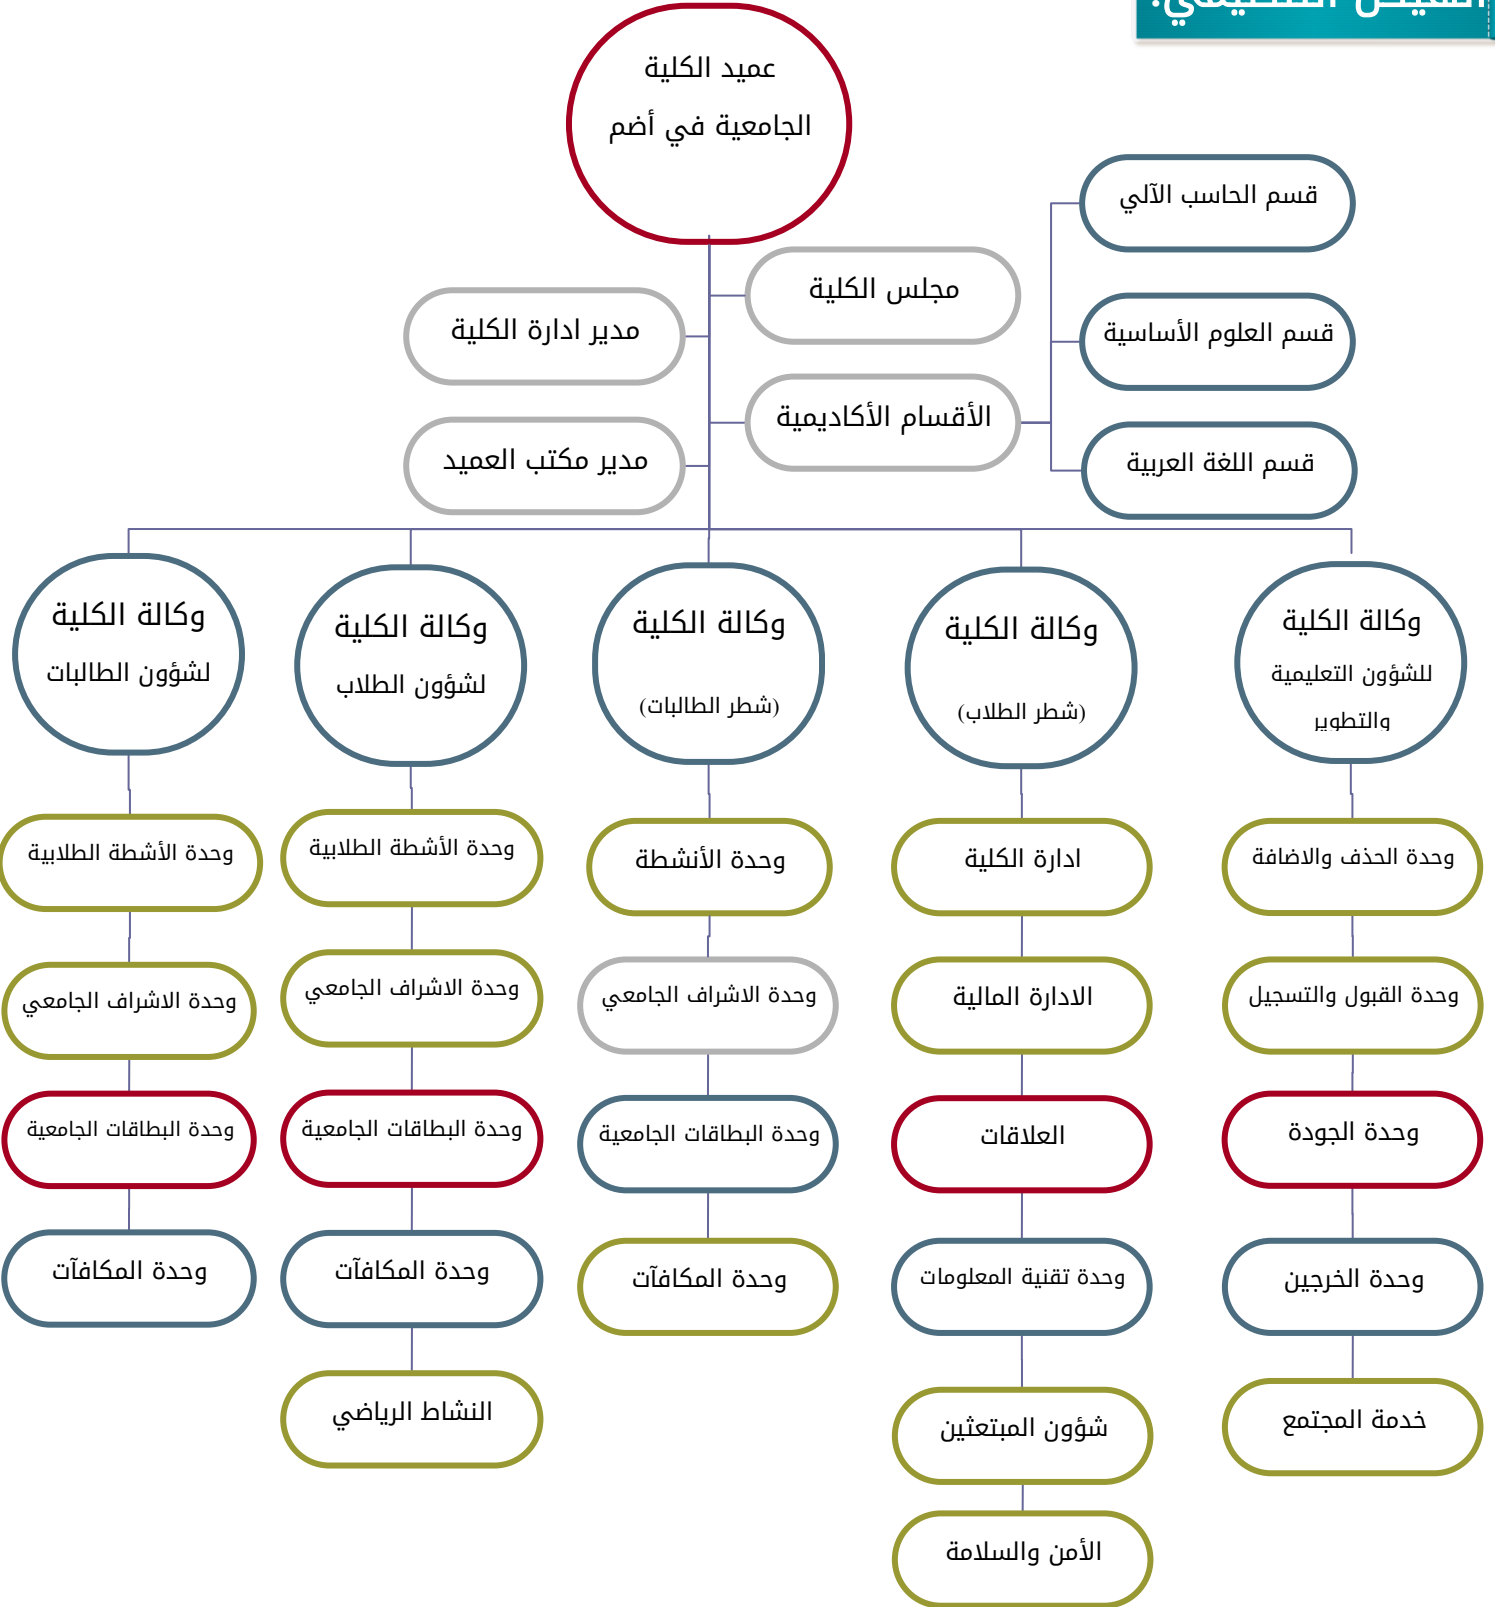 عميد الكلية
الجامعية في أضم
قسم الحاسب الآلي
مجلس الكلية
مدير ادارة الكلية
قسم العلوم الأساسية
الأقسام الأكاديمية
مدير مكتب العميد
قسم اللغة العربية
وكالة الكلية
للشؤون التعليمية
والتطوير
وكالة الكلية
(شطر الطلاب)
وكالة الكلية
(شطر الطالبات)
وكالة الكلية
لشؤون الطلاب
وكالة الكلية
لشؤون الطالبات
وحدة الحذف والاضافة
ادارة الكلية
وحدة الأنشطة
وحدة الأشطة الطلابية
وحدة الأشطة الطلابية
وحدة القبول والتسجيل
الادارة المالية
وحدة الاشراف الجامعي
وحدة الاشراف الجامعي
وحدة الاشراف الجامعي
وحدة الجودة
العلاقات
وحدة البطاقات الجامعية
وحدة البطاقات الجامعية
وحدة البطاقات الجامعية
وحدة الخرجين
وحدة تقنية المعلومات
وحدة المكافآت
وحدة المكافآت
وحدة المكافآت
خدمة المجتمع
شؤون المبتعثين
النشاط الرياضي
الأمن والسلامة